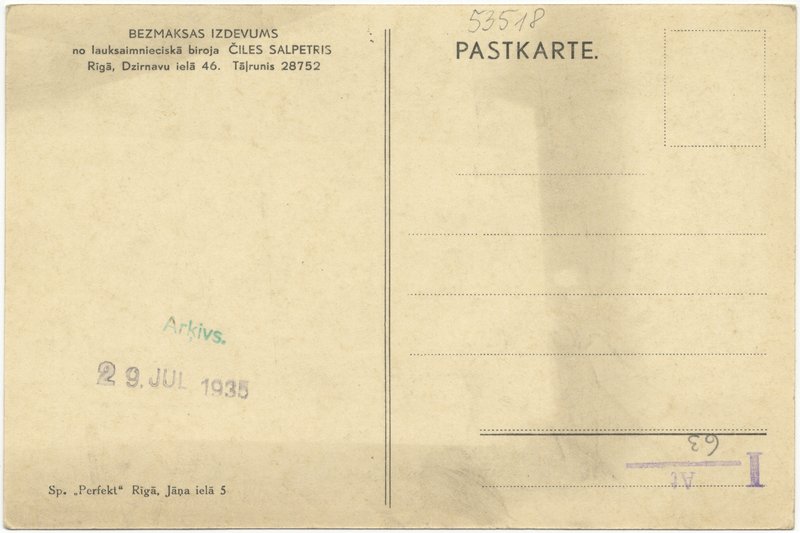 BEZMAKSAS IZDEVUMS
no lauksaimnieciskā biroja ČILES SALPETRIS
Rīgā, Dzirnavu ielā 46. Tāļrunis 28752
53518
PASTKARTE.
Arķivs.
29. JUL 1935
63
I
Sp. „Perfekt" Rīgā, Jāņa ielā 5